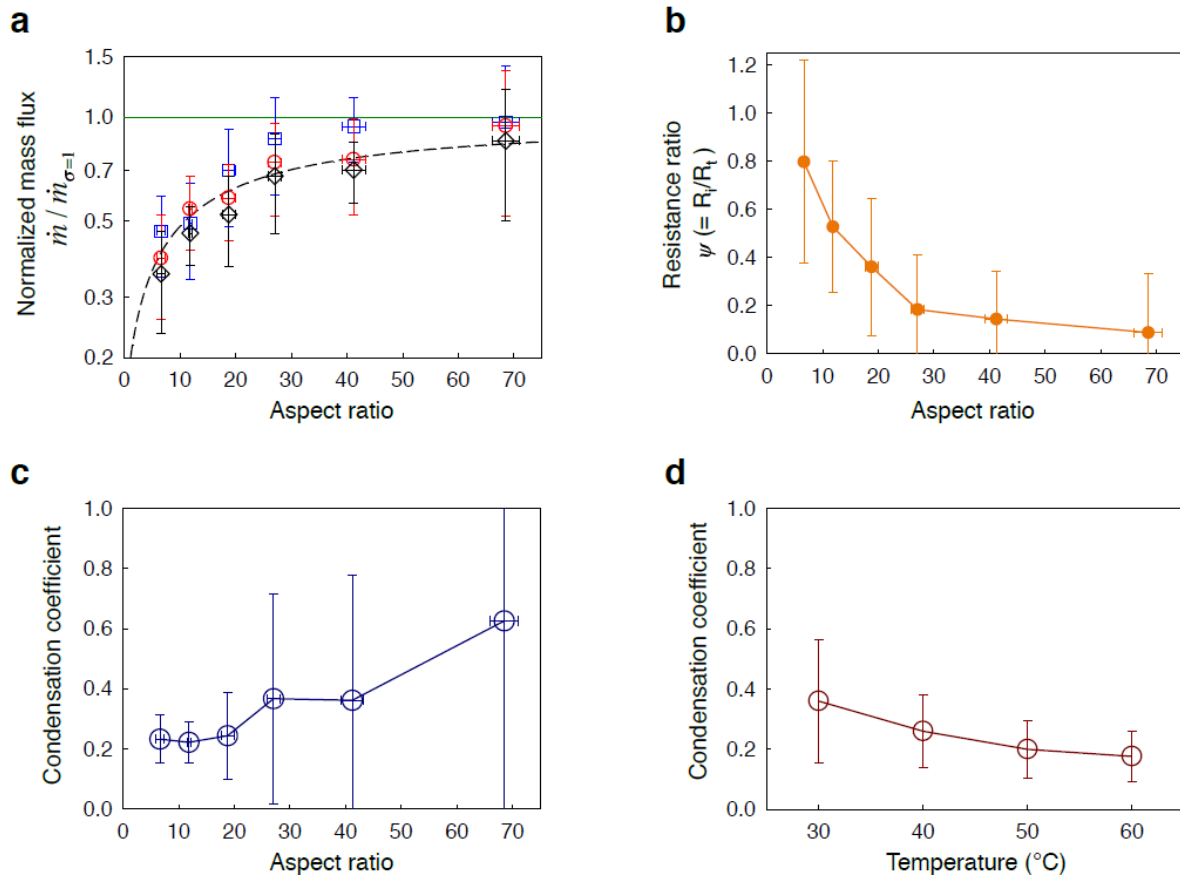 a
1.5
1.0
0.7
0.5
0.3
0.2
Normalized mass flux
ṁ / ṁσ=1
0 10 20 30 40 50 60 70
Aspect ratio
b
1.2
1.0
0.8
0.6
0.4
0.2
0.0
Resistance ratio
ψ (= Ri/Rt)
0 10 20 30 40 50 60 70
Aspect ratio
c
1.0
0.8
0.6
0.4
0.2
0.0
Condensation coefficient
0 10 20 30 40 50 60 70
Aspect ratio
d
1.0
0.8
0.6
0.4
0.2
0.0
Condensation coefficient
30 40 50 60
Temperature (°C)